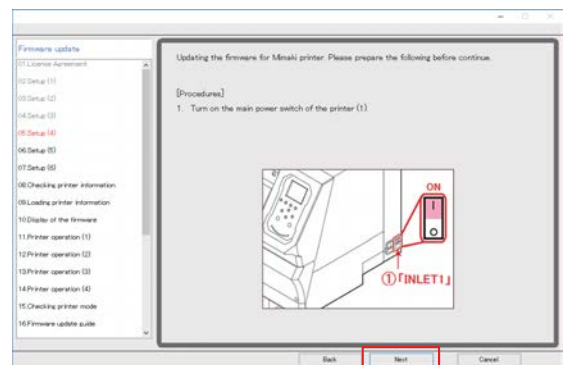 Firmware update
01.License Agreement
02.Setup (1)
03.Setup (2)
04.Setup (3)
05.Setup (4)
06.Setup (5)
07.Setup (6)
08.Checking printer information
09.Loading printer information
10.Display of the firmware
11.Printer operation (1)
12.Printer operation (2)
13.Printer operation (3)
14.Printer operation (4)
15.Checking printer mode
16.Firmware update guide
Updating the firmware for Mimaki printer. Please prepare the following before continue.
[Procedures]
1. Turn on the main power switch of the printer (1).
ON
①「INLET1」
Back
Next
Cancel